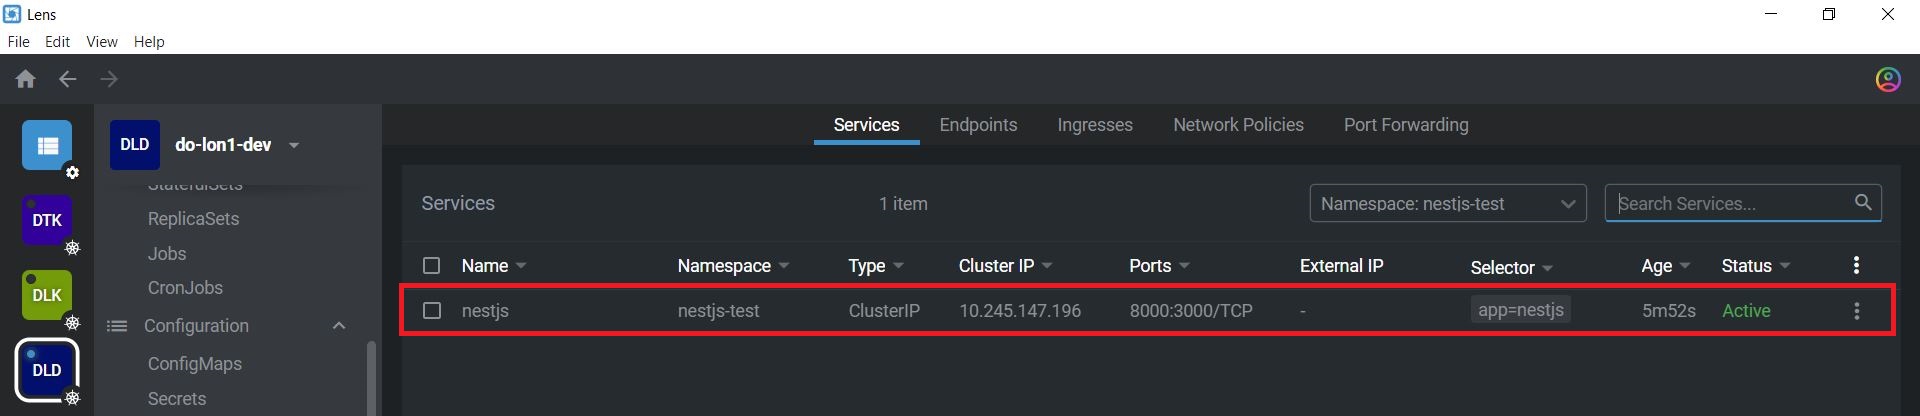 Lens
File Edit View Help
DLD do-lon1-dev
Services Endpoints Ingresses Network Policies Port Forwarding
StatefulSets
ReplicaSets
Jobs
CronJobs
Configuration
ConfigMaps
Secrets
DTK
DLK
DLD
Services 1 item Namespace: nestjs-test Search Services...
Name Namespace Type Cluster IP Ports External IP Selector Age Status
nestjs nestjs-test ClusterIP 10.245.147.196 8000:3000/TCP - app=nestjs 5m52s Active